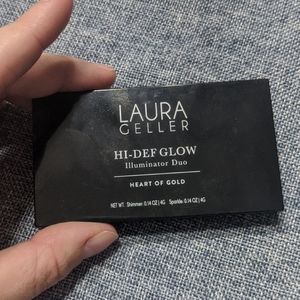 LAURA
GELLER
HI-DEF GLOW
Illuminator Duo
HEART OF GOLD
NET WT. Shimmer: 0.14 OZ | 4G Sparkle: 0.14 OZ | 4G